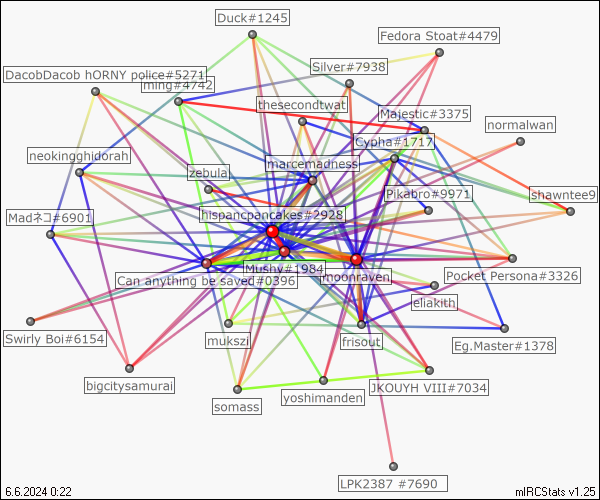 Duck#1245
Fedora Stoat#4479
Silver#7938
DacobDacob hORNY police#5271
ming#4742
thesecondtwat
Majestic#3375
normalwan
Cypha#1717
neokingghidorah
marcemadness
zebulaj
Pikabro#9971
shawntee9
hispancpancakes#2928
Madネコ#6901
Mushy#1984
moonraven
Pocket Persona#3326
Can anything be saved#0396
eliakith
Swirly Boi#6154
mukszi
frisout
Eg.Master#1378
bigcitysamurai
JKOUYH VIII#7034
yoshimanden
somass
LPK2387 #7690
6.6.2024 0:22
mIRCStats v1.25